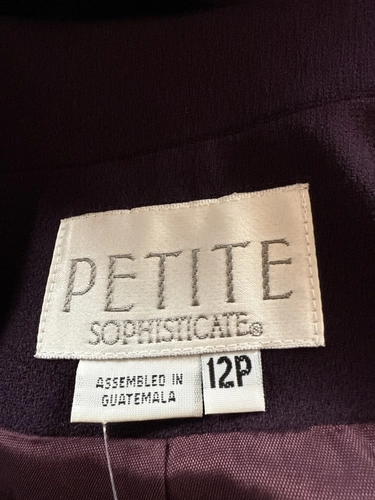 PETITE
SOPHISTICATE®
ASSEMBLED IN
GUATEMALA
12P